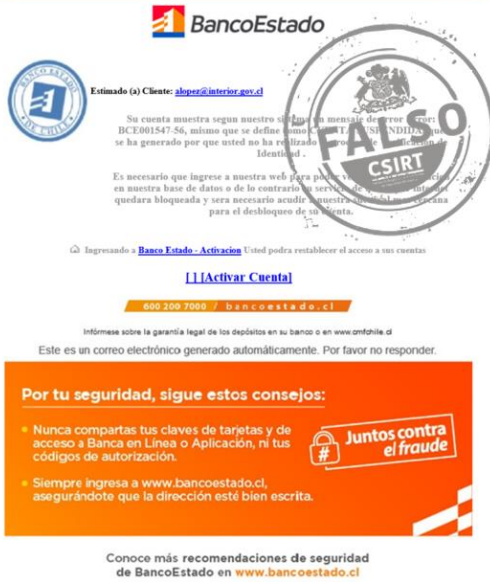 BancoEstado
BANCO ESTADO
DE CHILE
Estimado (a) Cliente: alopez@interior.gov.cl
FALSO
CSIRT
Su cuenta muestra segun nuestro sistema un mensaje de error
BCE001547-56, mismo que se define como
se ha generado por que usted no ha realizado de
Identidad .
Es necesario que ingrese a nuestra web para poder
en nuestra base de datos o de lo contrario su servicio de
quedara bloqueada y sera necesario acudir a nuestra cercana
para el desbloqueo de su cuenta.
Ingresando a Banco Estado - Activacion Usted podra restablecer el acceso a sus cuentas
[ ] [Activar Cuenta]
600 200 7000 / bancoestado.cl
Infórmese sobre la garantía legal de los depósitos en su banco o en www.cmfchile.cl
Este es un correo electrónico generado automáticamente. Por favor no responder.
Por tu seguridad, sigue estos consejos:
Nunca compartas tus claves de tarjetas y de
acceso a Banca en Línea o Aplicación, ni tus
códigos de autorización.
Juntos contra
el fraude
Siempre ingresa a www.bancoestado.cl,
asegurándote que la dirección esté bien escrita.
Conoce más recomendaciones de seguridad
de BancoEstado en www.bancoestado.cl